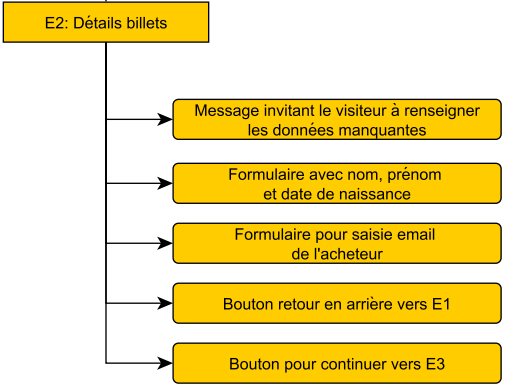 E2: Détails billets
Message invitant le visiteur à renseigner
les données manquantes
Formulaire avec nom, prénom
et date de naissance
Formulaire pour saisie email
de l'acheteur
Bouton retour en arrière vers E1
Bouton pour continuer vers E3